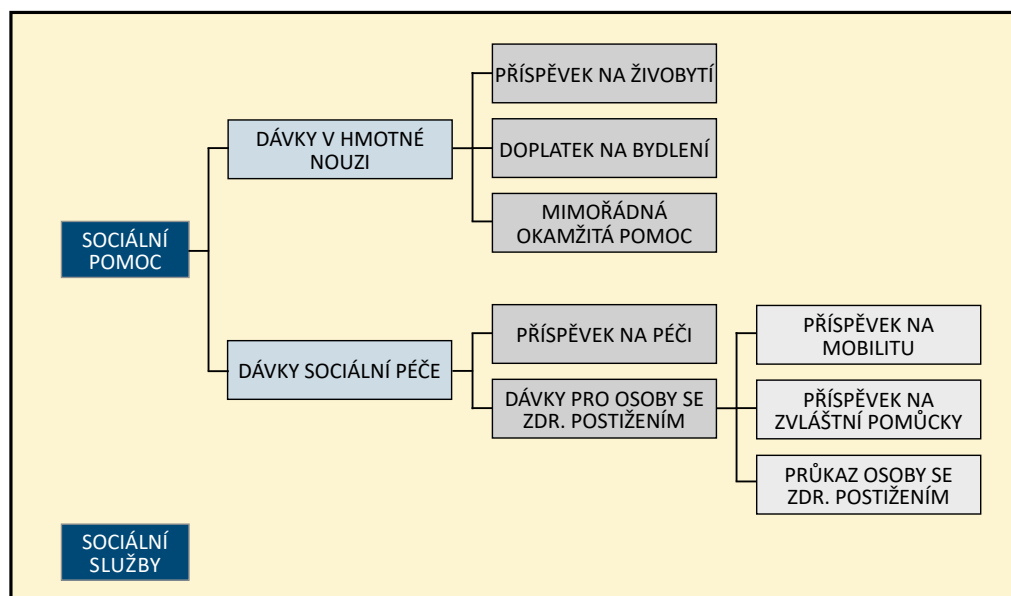 PŘÍSPĚVEK NA ŽIVOBYTÍ
DÁVKY V HMOTNÉ
NOUZI
DOPLATEK NA BYDLENÍ
MIMOŘÁDNÁ
OKAMŽITÁ POMOC
SOCIÁLNÍ
POMOC
PŘÍSPĚVEK NA PÉČI
PŘÍSPĚVEK NA
MOBILITU
DÁVKY SOCIÁLNÍ PÉČE
DÁVKY PRO OSOBY SE
ZDR. POSTIŽENÍM
PŘÍSPĚVEK NA
ZVLÁŠTNÍ POMŮCKY
PRŮKAZ OSOBY SE
ZDR. POSTIŽENÍM
SOCIÁLNÍ
SLUŽBY